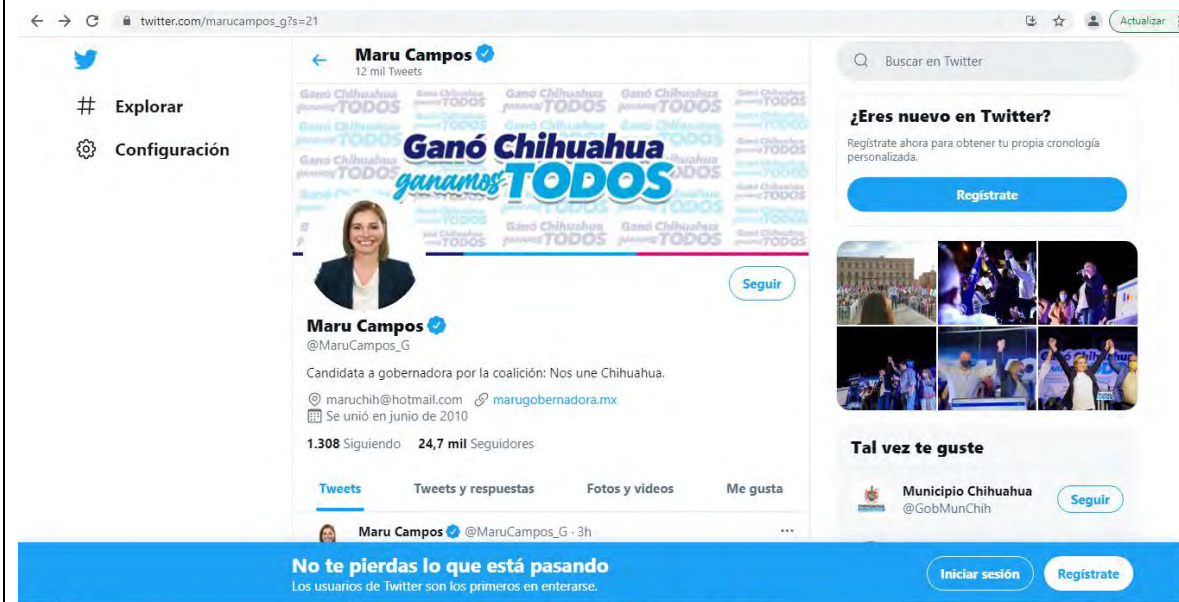 twitter.com/marucampos_g?s=21
Actualizar
Maru Campos
12 mil Tweets
Buscar en Twitter
# Explorar
Configuración
Ganó Chihuahua
ganamos TODOS
¿Eres nuevo en Twitter?
Regístrate ahora para obtener tu propia cronología
personalizada.
Regístrate
Seguir
Maru Campos
@MaruCampos_G
Candidata a gobernadora por la coalición: Nos une Chihuahua.
maruchih@hotmail.com marugobernadora.mx
Se unió en junio de 2010
1.308 Siguiendo 24,7 mil Seguidores
Tweets Tweets y respuestas Fotos y videos Me gusta
Maru Campos @MaruCampos_G · 3h
Tal vez te guste
Municipio Chihuahua
@GobMunChih
Seguir
No te pierdas lo que está pasando
Los usuarios de Twitter son los primeros en enterarse.
Iniciar sesión
Regístrate